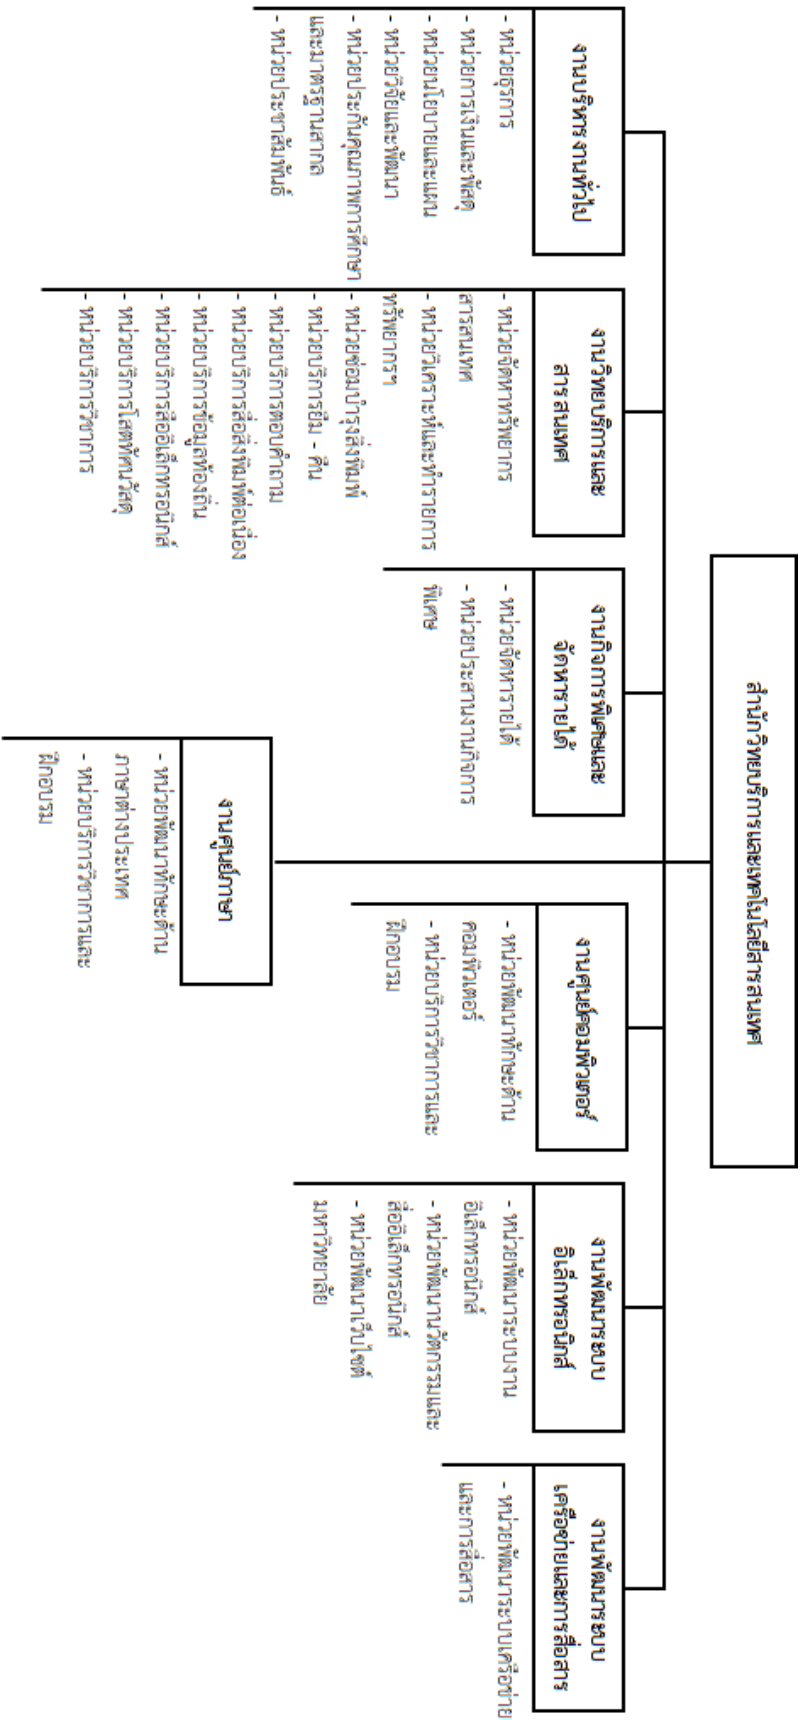 สำนักวิทยบริการและเทคโนโลยีสารสนเทศ
งานบริหารงานทั่วไป
- หน่วยธุรการ
- หน่วยการเงินและพัสดุ
- หน่วยนโยบายและแผน
- หน่วยวิจัยและพัฒนา
- หน่วยประกันคุณภาพการศึกษา
และมาตรฐานสากล
- หน่วยประชาสัมพันธ์
งานวิทยบริการและ
สารสนเทศ
- หน่วยจัดหาทรัพยากร
สารสนเทศ
- หน่วยวิเคราะห์และทำรายการ
ทรัพยากรฯ
- หน่วยซ่อมบำรุงสิ่งพิมพ์
- หน่วยบริการยืม - คืน
- หน่วยบริการตอบคำถาม
- หน่วยบริการสื่อสิ่งพิมพ์ต่อเนื่อง
- หน่วยบริการข้อมูลท้องถิ่น
- หน่วยบริการสื่ออิเล็กทรอนิกส์
- หน่วยบริการโสตทัศนวัสดุ
- หน่วยบริการวิชาการ
งานกิจการพิเศษและ
จัดหารายได้
- หน่วยจัดหารายได้
- หน่วยประสานงานกิจการ
พิเศษ
งานศูนย์ภาษา
- หน่วยพัฒนาทักษะด้าน
ภาษาต่างประเทศ
- หน่วยบริการวิชาการและ
ฝึกอบรม
งานศูนย์คอมพิวเตอร์
- หน่วยพัฒนาทักษะด้าน
คอมพิวเตอร์
- หน่วยบริการวิชาการและ
ฝึกอบรม
งานพัฒนาระบบ
อิเล็กทรอนิกส์
- หน่วยพัฒนาระบบงาน
อิเล็กทรอนิกส์
- หน่วยพัฒนานวัตกรรมและ
สื่ออิเล็กทรอนิกส์
- หน่วยพัฒนาเว็บไซต์
มหาวิทยาลัย
งานพัฒนาระบบ
เครือข่ายและการสื่อสาร
- หน่วยพัฒนาระบบเครือข่าย
และการสื่อสาร